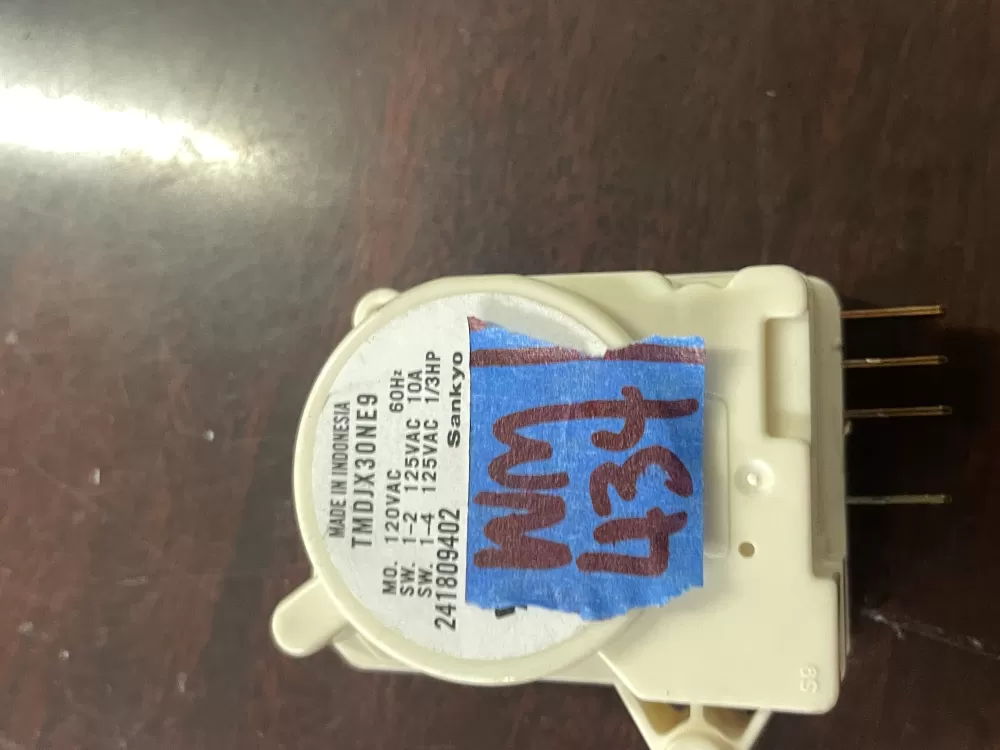 MADE IN INDONESIA
TMDJX30NE9
MO. 120VAC 60Hz
SW. 1-2 125VAC 10A
SW. 1-4 125VAC 1/3HP
241809402 Sankyo
WM
434
S9